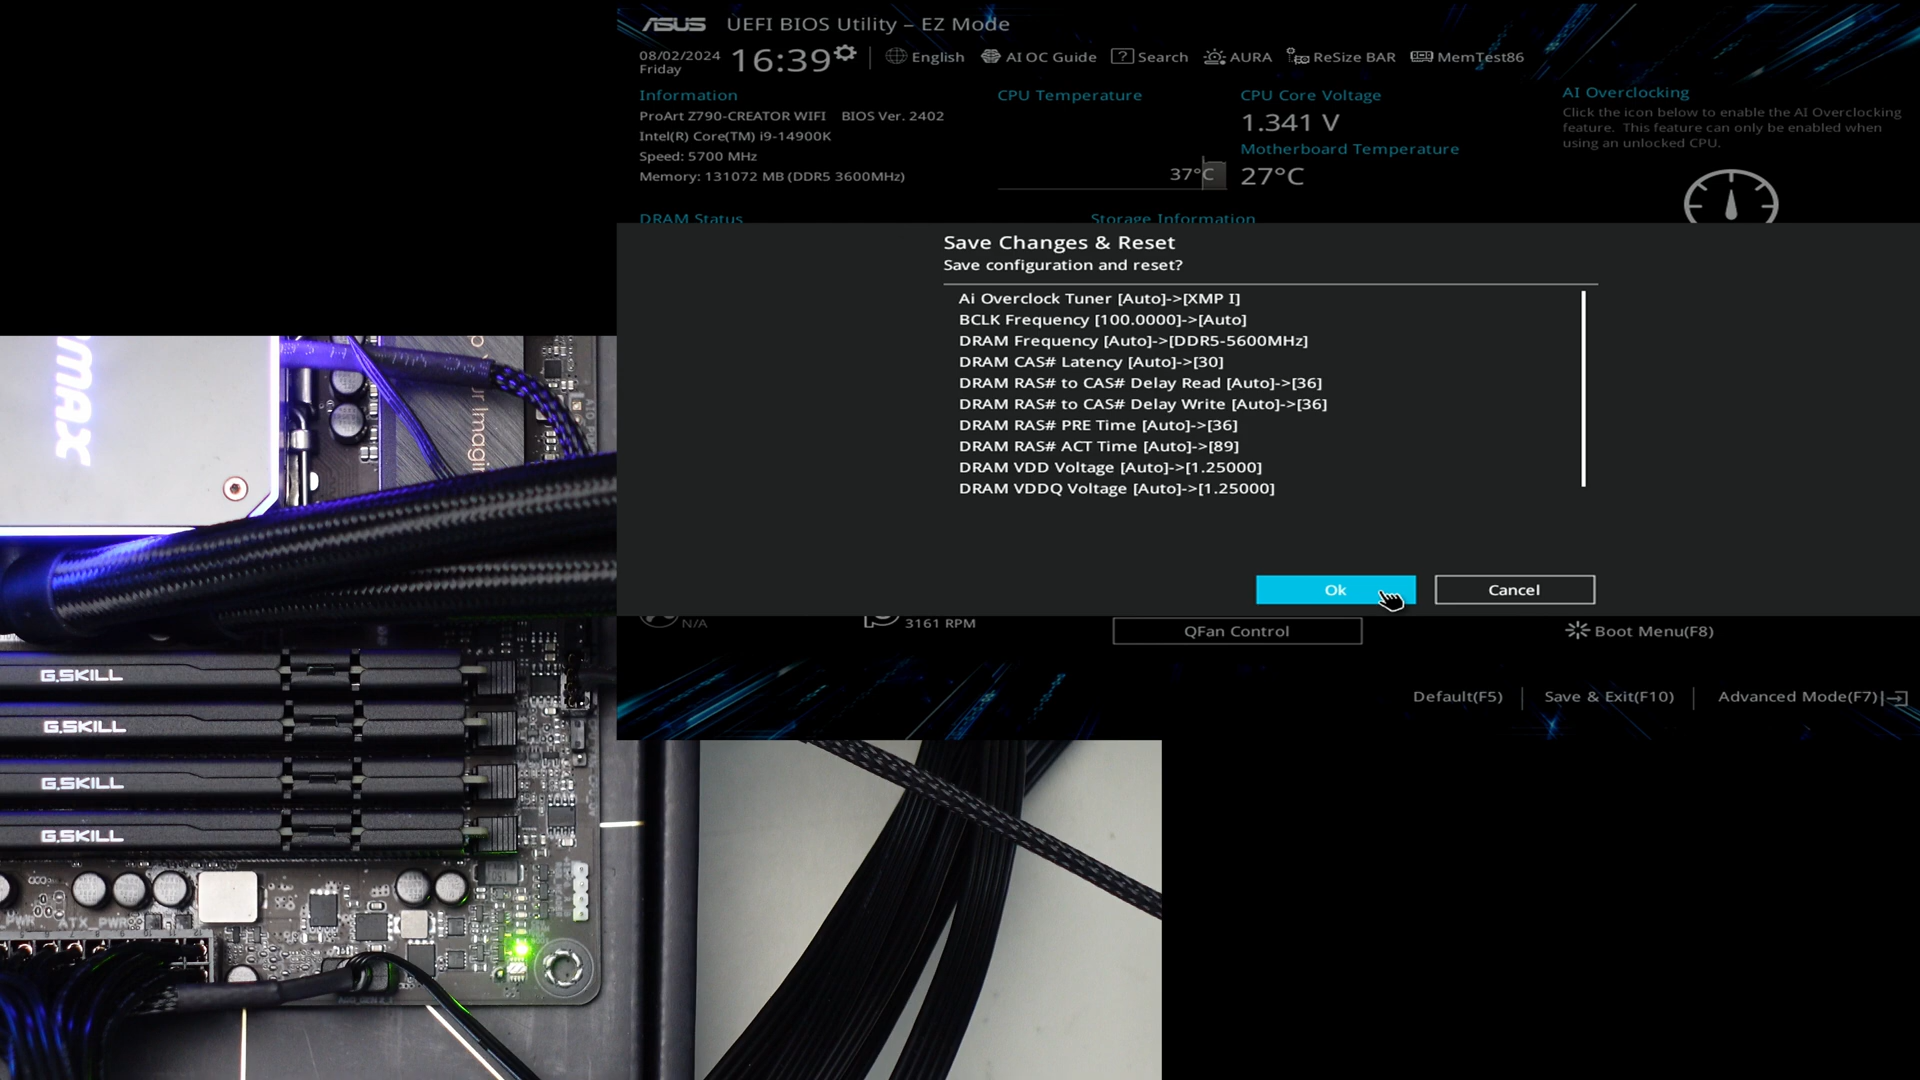 ASUS UEFI BIOS Utility – EZ Mode
08/02/2024
Friday
16:39
English AI OC Guide ? Search AURA ReSize BAR MemTest86
Information
ProArt Z790-CREATOR WIFI BIOS Ver. 2402
Intel(R) Core(TM) i9-14900K
Speed: 5700 MHz
Memory: 131072 MB (DDR5 3600MHz)
CPU Temperature
37°C
CPU Core Voltage
1.341 V
Motherboard Temperature
27°C
AI Overclocking
Click the icon below to enable the AI Overclocking
feature. This feature can only be enabled when
using an unlocked CPU.
DRAM Status
Storage Information
Save Changes & Reset
Save configuration and reset?
Ai Overclock Tuner [Auto]->[XMP I]
BCLK Frequency [100.0000]->[Auto]
DRAM Frequency [Auto]->[DDR5-5600MHz]
DRAM CAS# Latency [Auto]->[30]
DRAM RAS# to CAS# Delay Read [Auto]->[36]
DRAM RAS# to CAS# Delay Write [Auto]->[36]
DRAM RAS# PRE Time [Auto]->[36]
DRAM RAS# ACT Time [Auto]->[89]
DRAM VDD Voltage [Auto]->[1.25000]
DRAM VDDQ Voltage [Auto]->[1.25000]
Ok Cancel
N/A
3161 RPM
QFan Control
Boot Menu(F8)
Default(F5) Save & Exit(F10) Advanced Mode(F7)
MAX
G.SKILL
G.SKILL
G.SKILL
G.SKILL
ATX_PWR